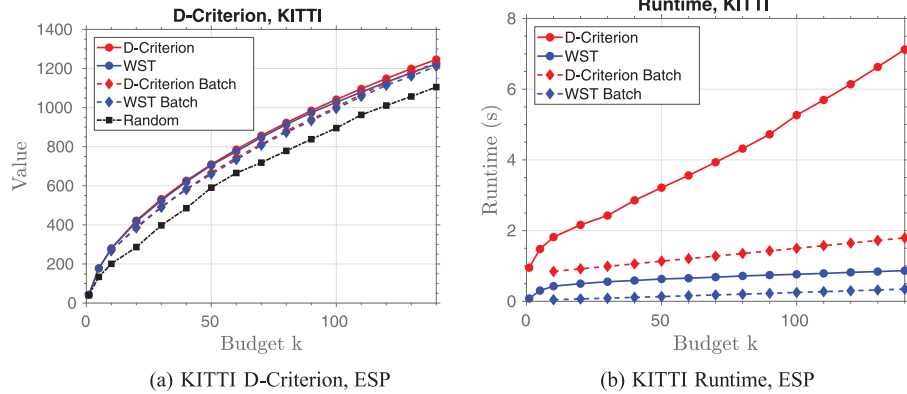 D-Criterion, KITTI
1400
1200
1000
800
600
400
200
0
Value
D-Criterion
WST
D-Criterion Batch
WST Batch
Random
0 50 100
Budget k
(a) KITTI D-Criterion, ESP
Runtime, KITTI
8
6
4
2
0
Runtime (s)
D-Criterion
WST
D-Criterion Batch
WST Batch
0 50 100
Budget k
(b) KITTI Runtime, ESP